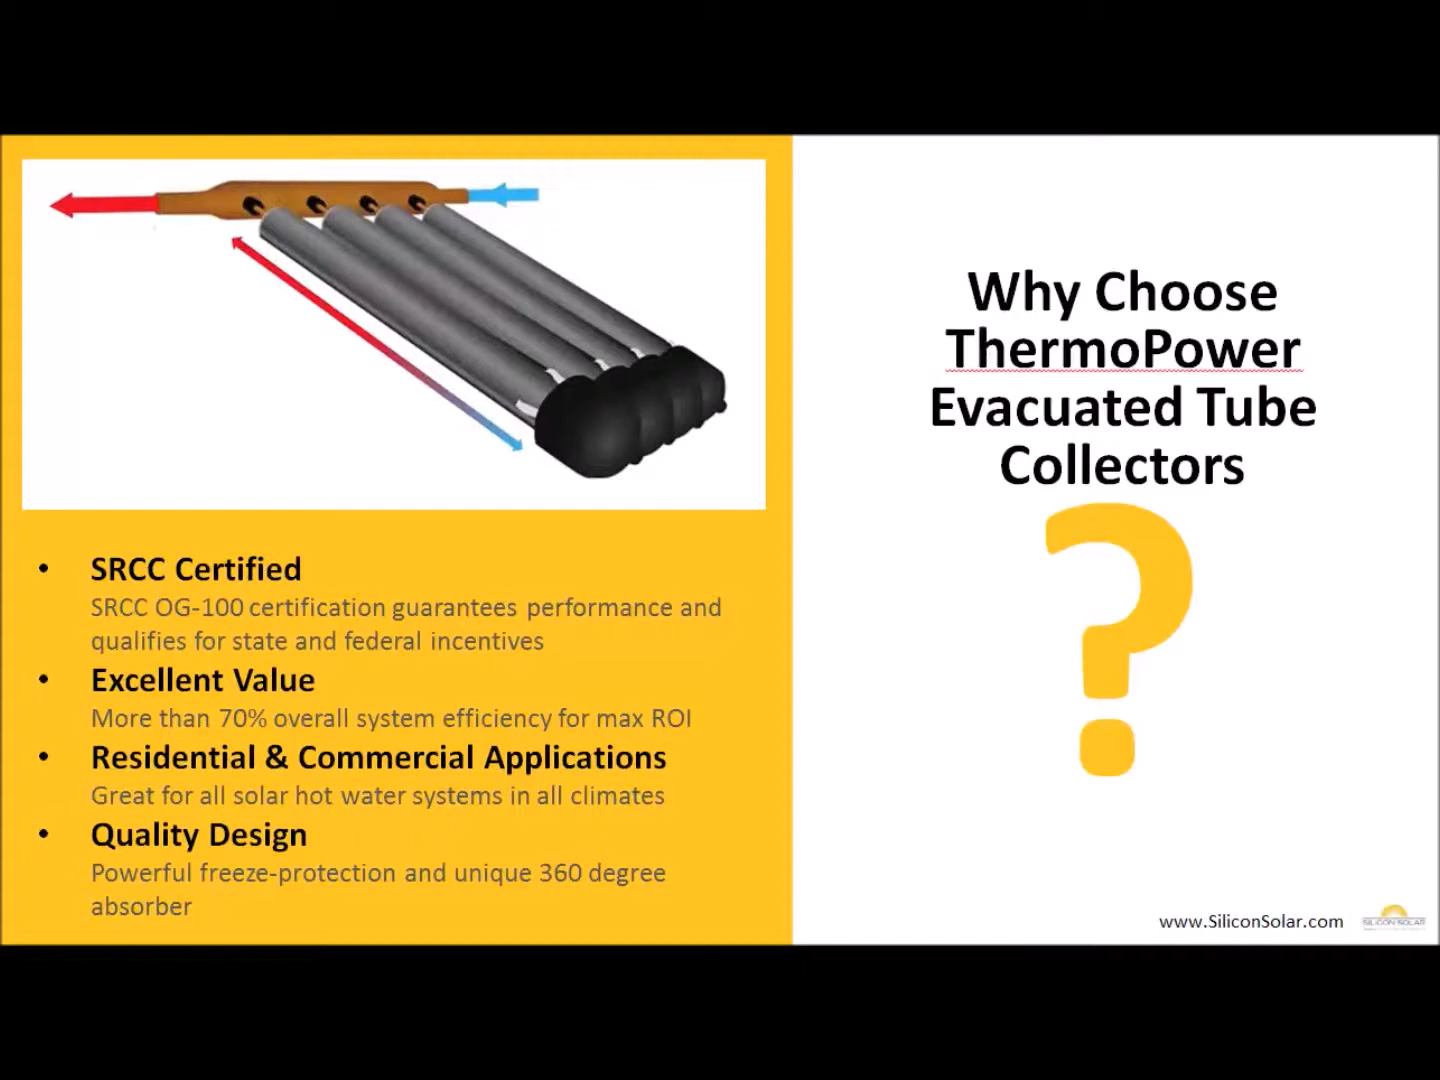 Why Choose
ThermoPower
Evacuated Tube
Collectors
?
• SRCC Certified
SRCC OG-100 certification guarantees performance and
qualifies for state and federal incentives
• Excellent Value
More than 70% overall system efficiency for max ROI
• Residential & Commercial Applications
Great for all solar hot water systems in all climates
• Quality Design
Powerful freeze-protection and unique 360 degree
absorber
www.SiliconSolar.com
SILICON SOLAR